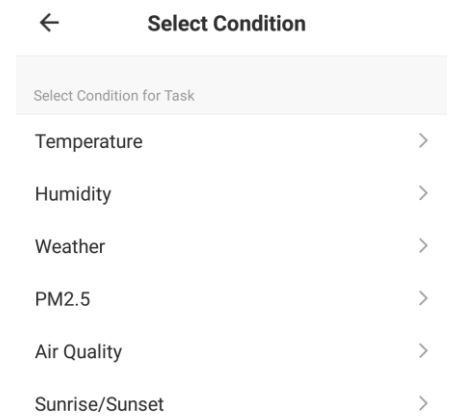 Select Condition
Select Condition for Task
Temperature
Humidity
Weather
PM2.5
Air Quality
Sunrise/Sunset